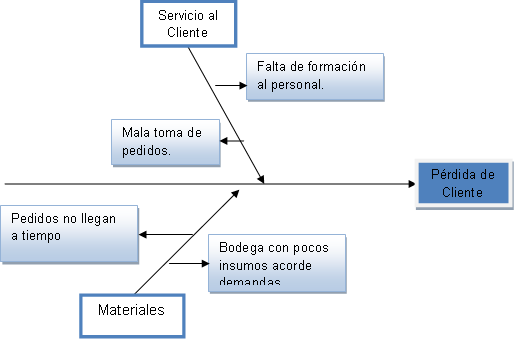 Servicio al
Cliente
Falta de formación
al personal.
Mala toma de
pedidos.
Pérdida de
Cliente
Pedidos no llegan
a tiempo
Bodega con pocos
insumos acorde
demandas
Materiales